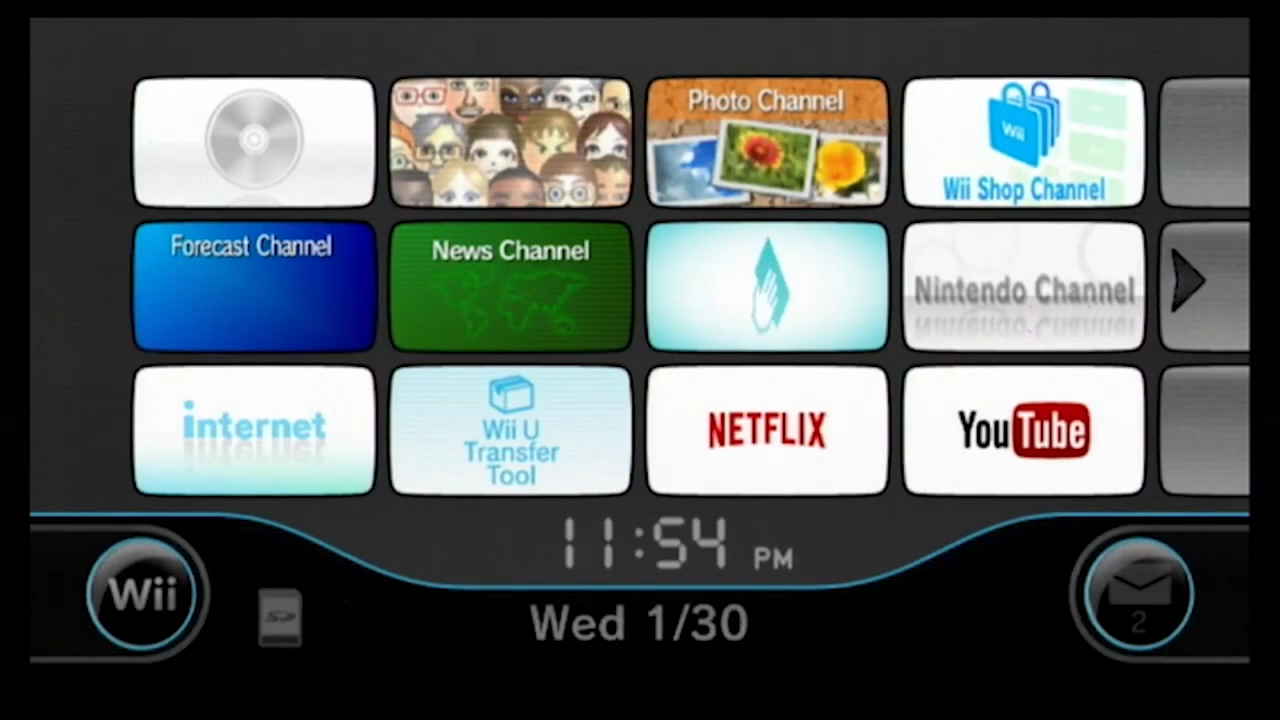 Photo Channel
Wii
Wii Shop Channel
Forecast Channel
News Channel
Nintendo Channel
internet
Wii U
Transfer
Tool
NETFLIX
YouTube
11:54 PM
Wii
SD
Wed 1/30
2